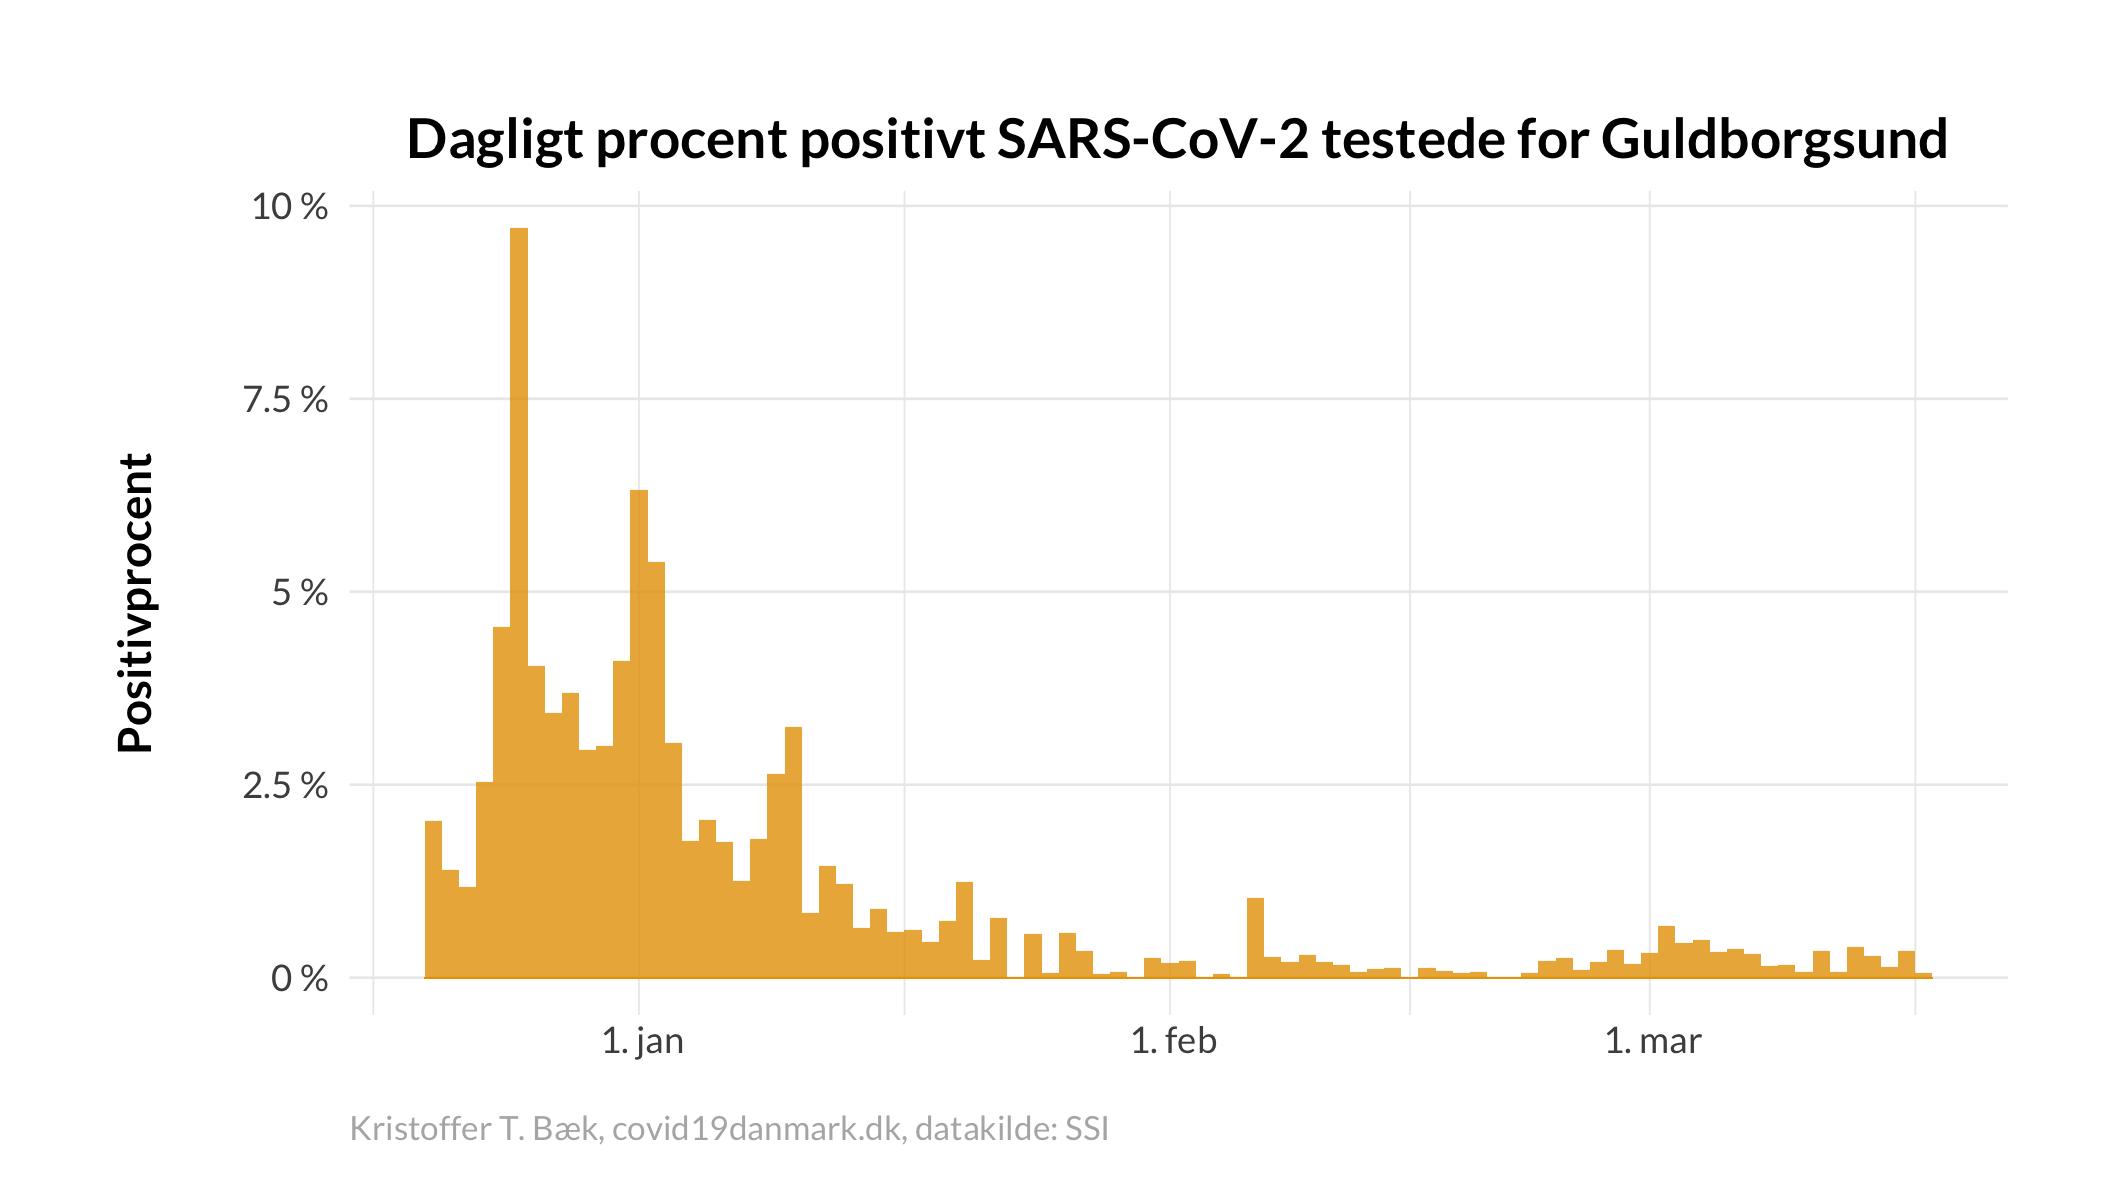 Dagligt procent positivt SARS-CoV-2 testede for Guldborgsund
Positivprocent
10 %
7.5 %
5 %
2.5 %
0 %
1. jan
1. feb
1. mar
Kristoffer T. Bæk, covid19danmark.dk, datakilde: SSI